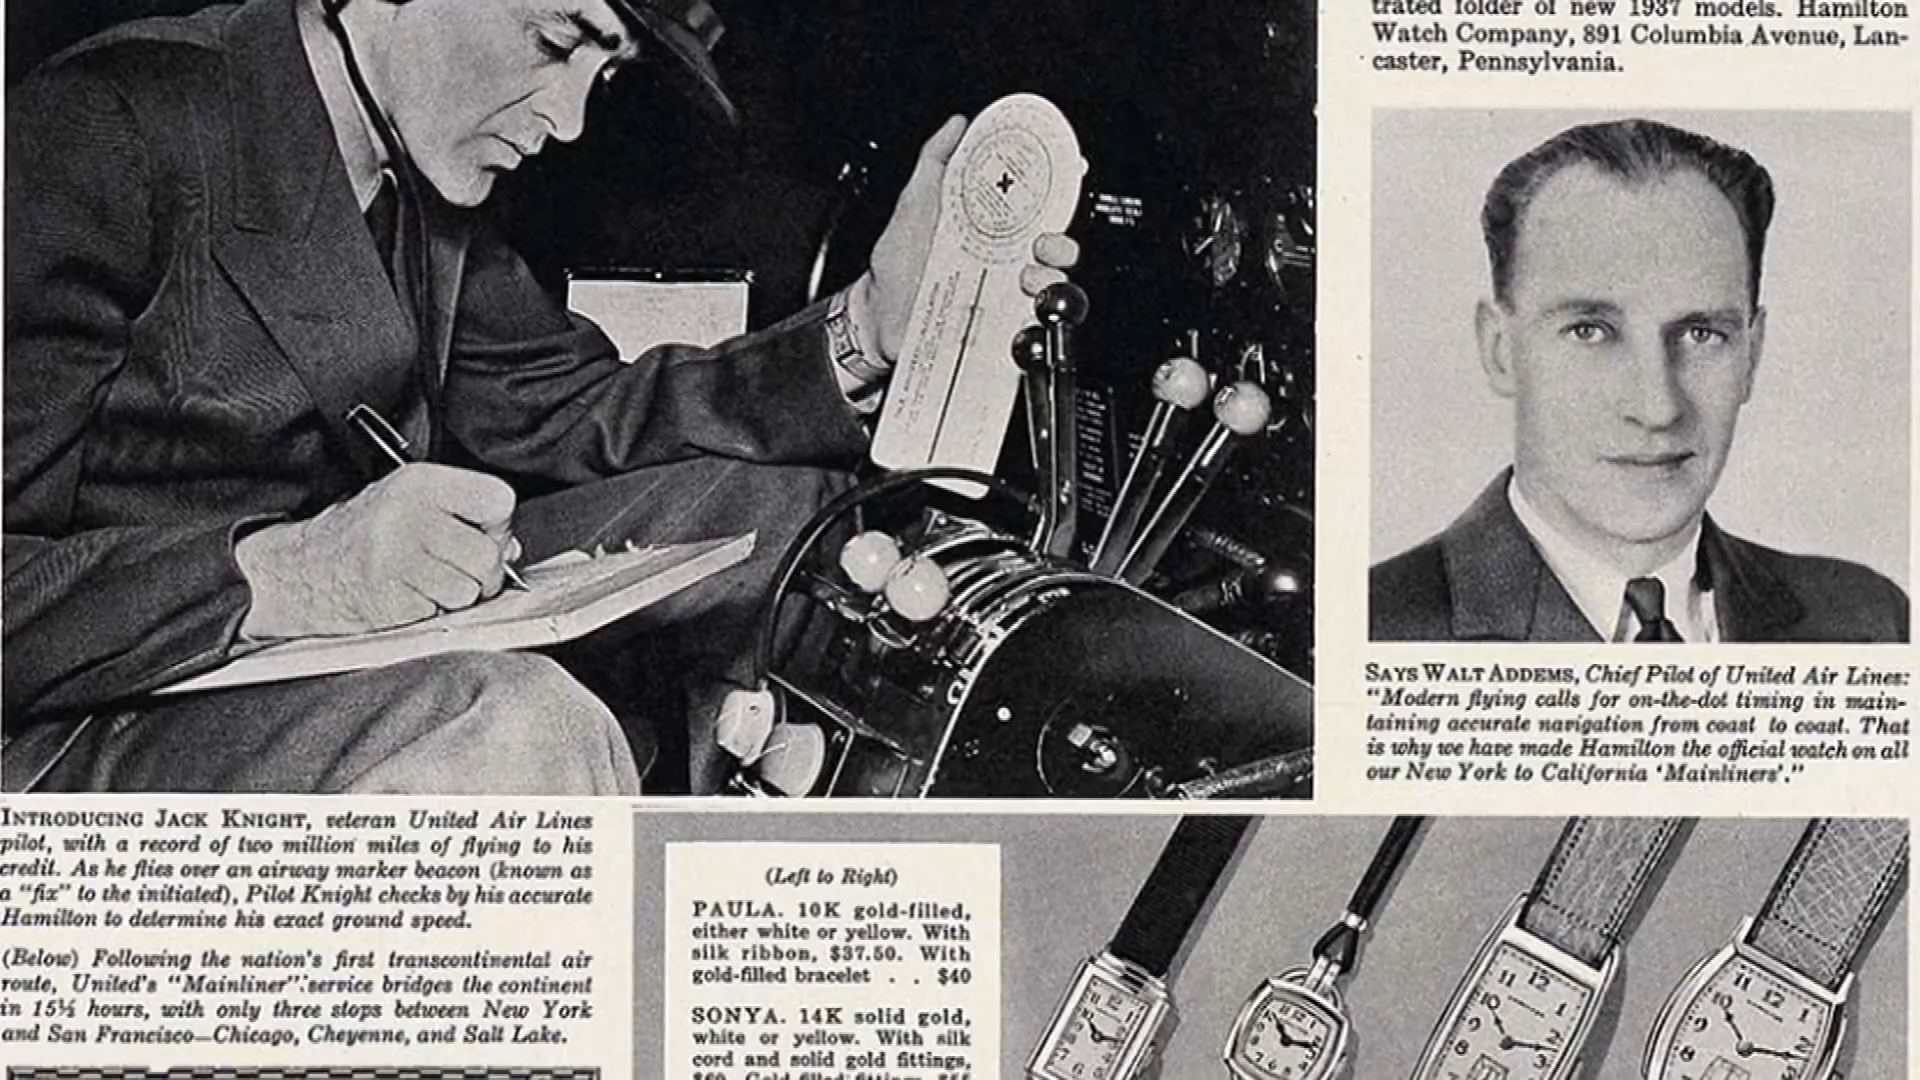 trated folder of new 1937 models. Hamilton
Watch Company, 891 Columbia Avenue, Lan-
caster, Pennsylvania.
SAYS WALT ADDEMS, Chief Pilot of United Air Lines:
"Modern flying calls for on-the-dot timing in main-
taining accurate navigation from coast to coast. That
is why we have made Hamilton the official watch on all
our New York to California 'Mainliners'."
INTRODUCING JACK KNIGHT, veteran United Air Lines
pilot, with a record of two million miles of flying to his
credit. As he flies over an airway marker beacon (known as
a "fix" to the initiated), Pilot Knight checks by his accurate
Hamilton to determine his exact ground speed.
(Below) Following the nation's first transcontinental air
route, United's "Mainliner" service bridges the continent
in 15½ hours, with only three stops between New York
and San Francisco—Chicago, Cheyenne, and Salt Lake.
(Left to Right)
PAULA. 10K gold-filled,
either white or yellow. With
silk ribbon, $37.50. With
gold-filled bracelet . . $40
SONYA. 14K solid gold,
white or yellow. With silk
cord and solid gold fittings,